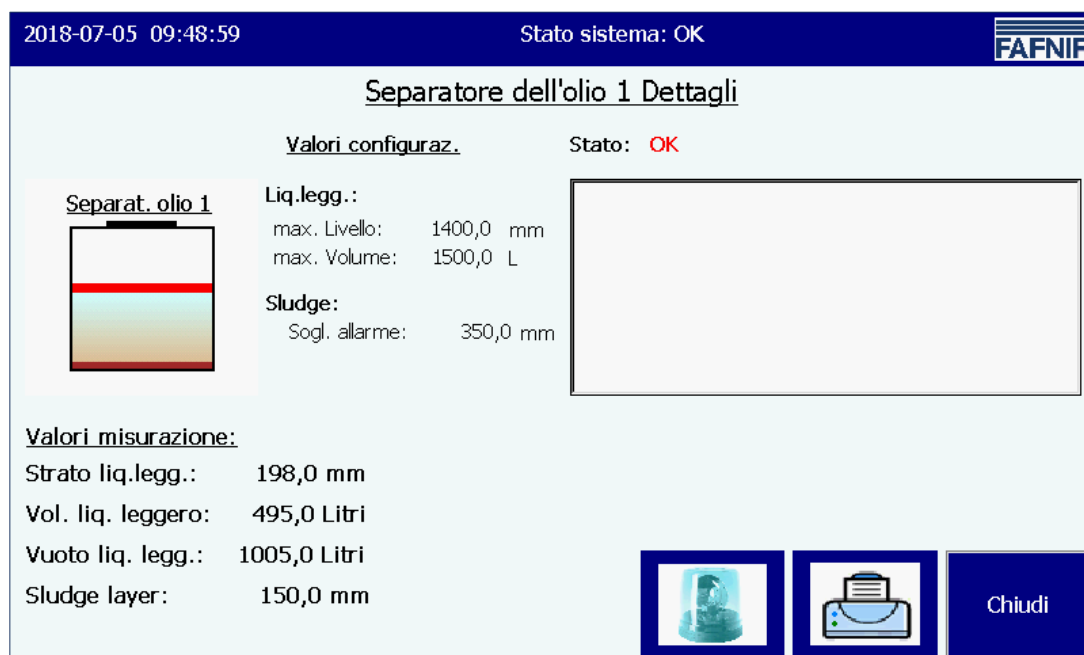 2018-07-05 09:48:59 Stato sistema: OK
FAFNIR
Separatore dell'olio 1 Dettagli
Valori configuraz. Stato: OK
Separat. olio 1
Liq.legg.:
max. Livello: 1400,0 mm
max. Volume: 1500,0 L
Sludge:
Sogl. allarme: 350,0 mm
Valori misurazione:
Strato liq.legg.: 198,0 mm
Vol. liq. leggero: 495,0 Litri
Vuoto liq. legg.: 1005,0 Litri
Sludge layer: 150,0 mm
Chiudi